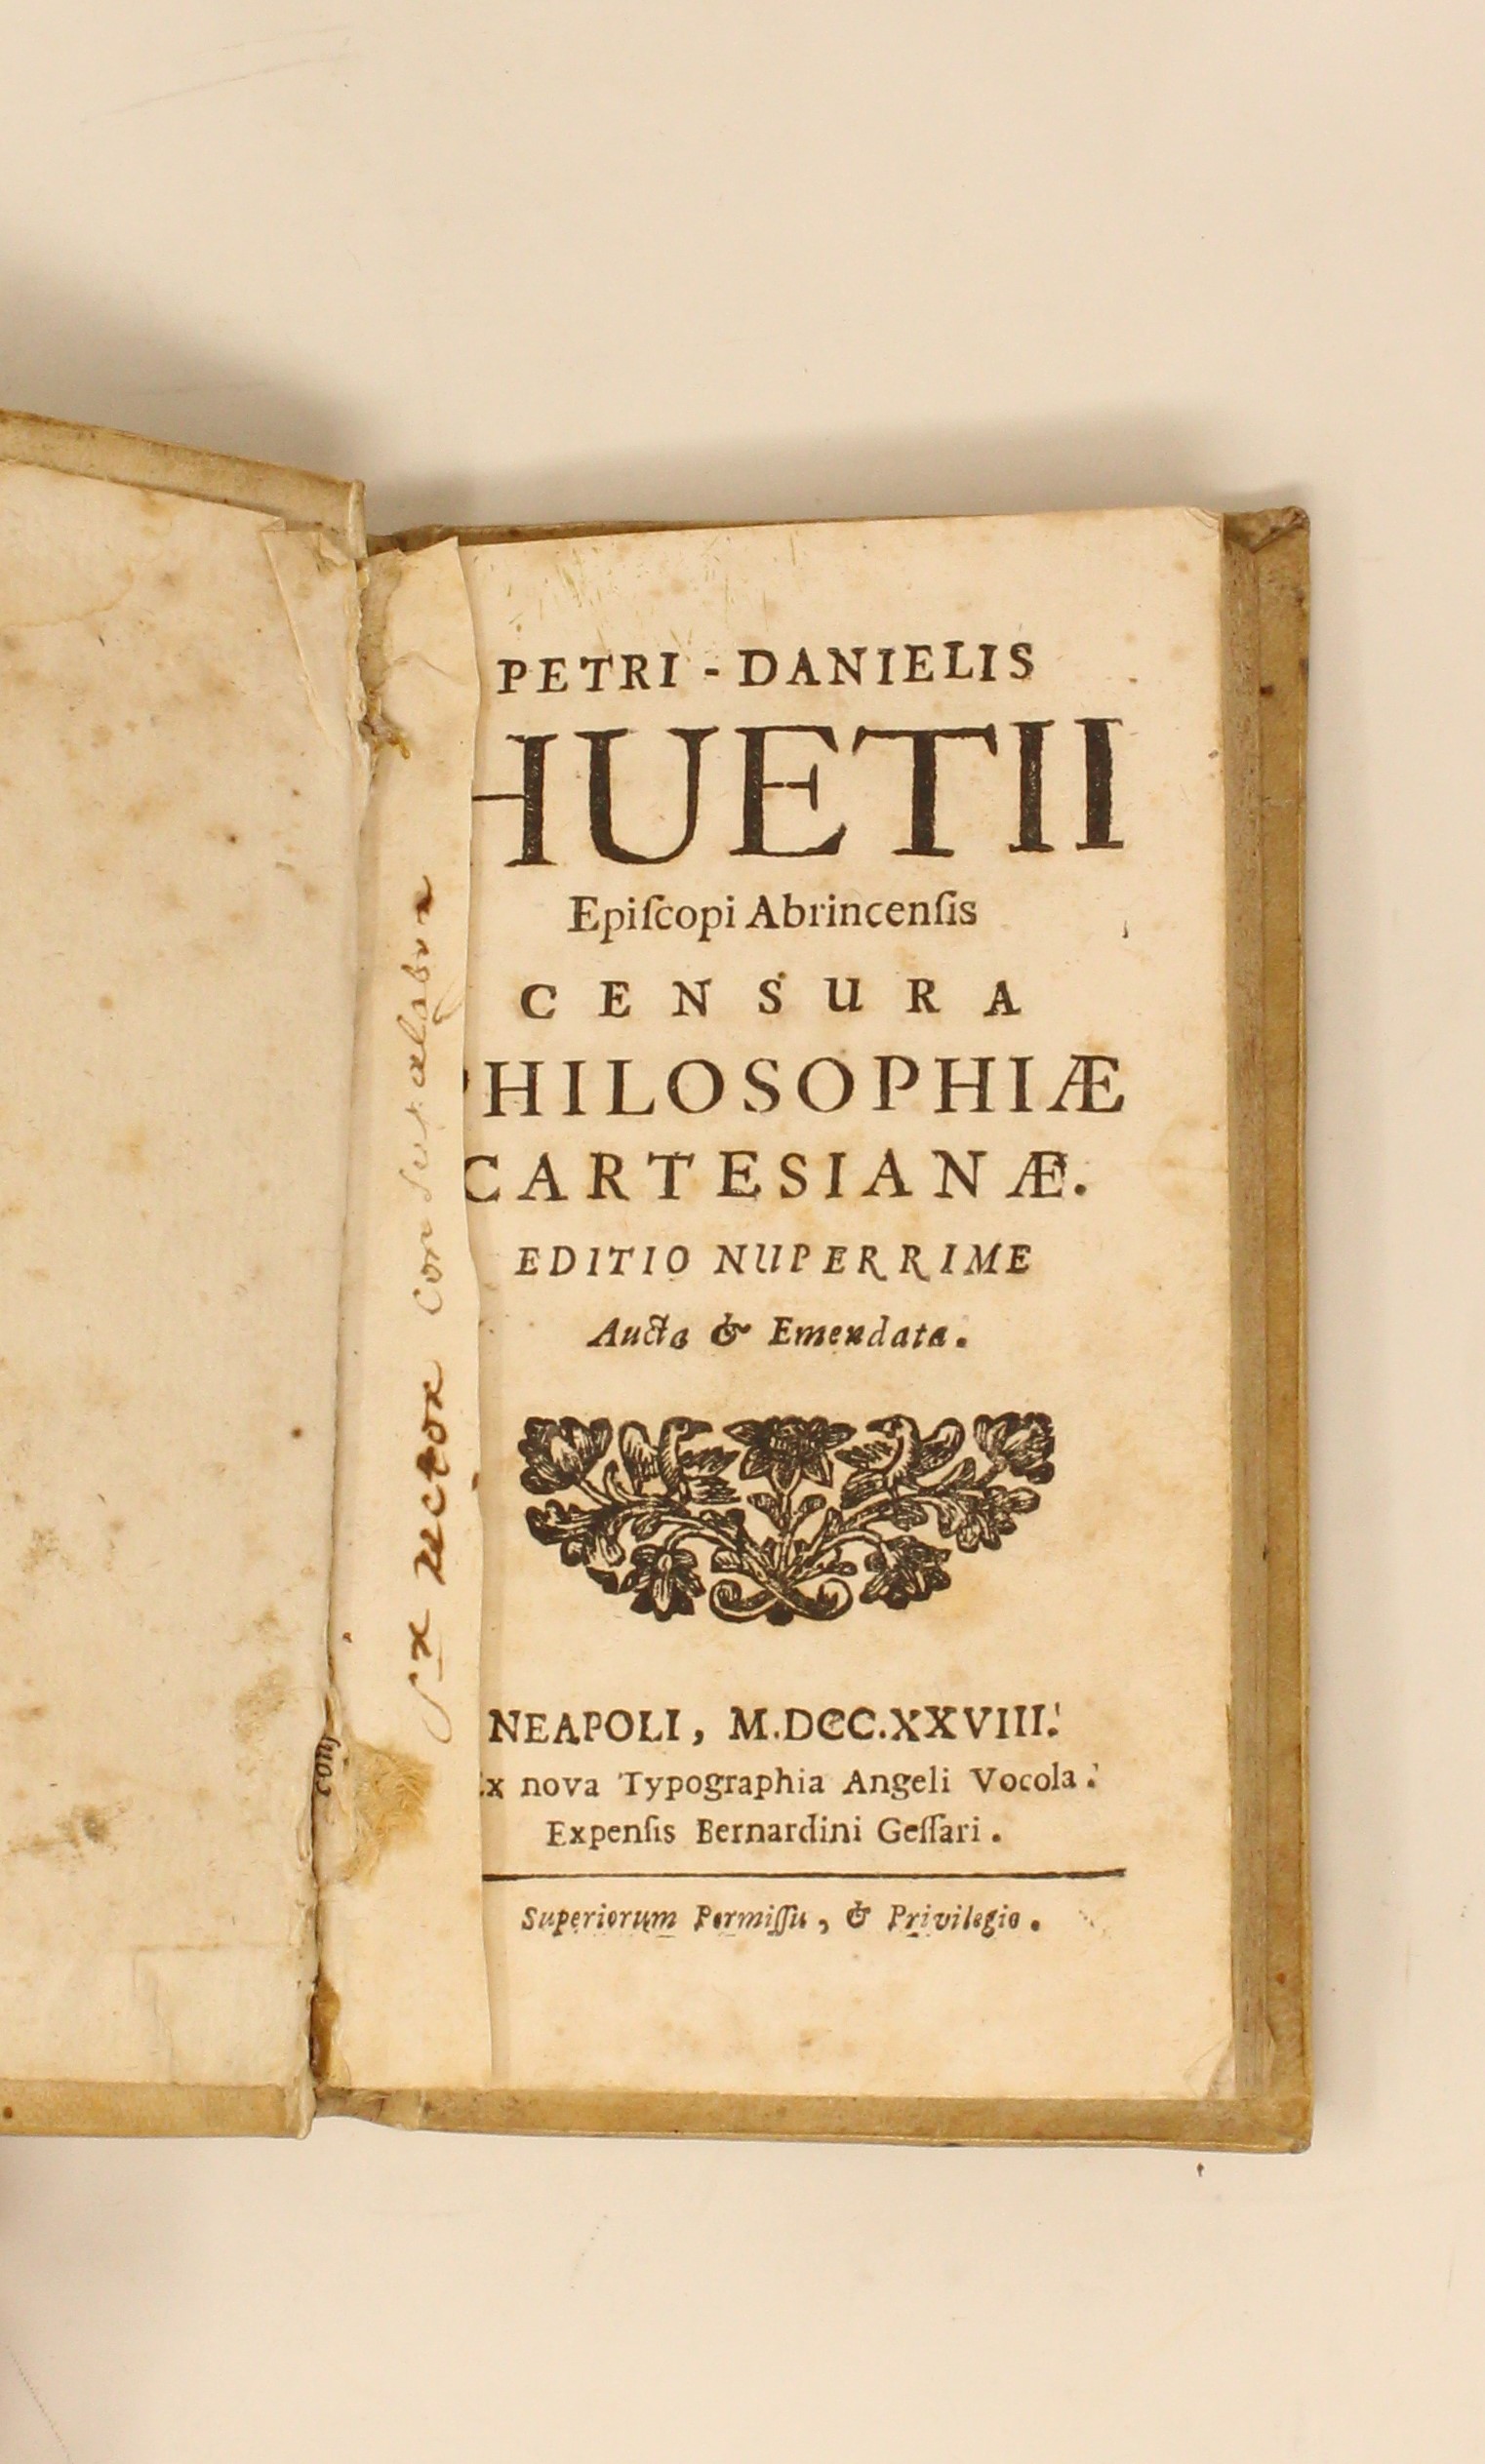 PETRI-DANIELIS
HUETII
Epiſcopi Abrincenſis
CENSURA
PHILOSOPHIÆ
CARTESIANÆ.
EDITIO NUPERRIME
Aucta & Emendata.
NEAPOLI, M.DCC.XXVIII.
Ex nova Typographia Angeli Vocola.
Expenſis Bernardini Geſſari.
Superiorum Permiſſu, & Privilegio.